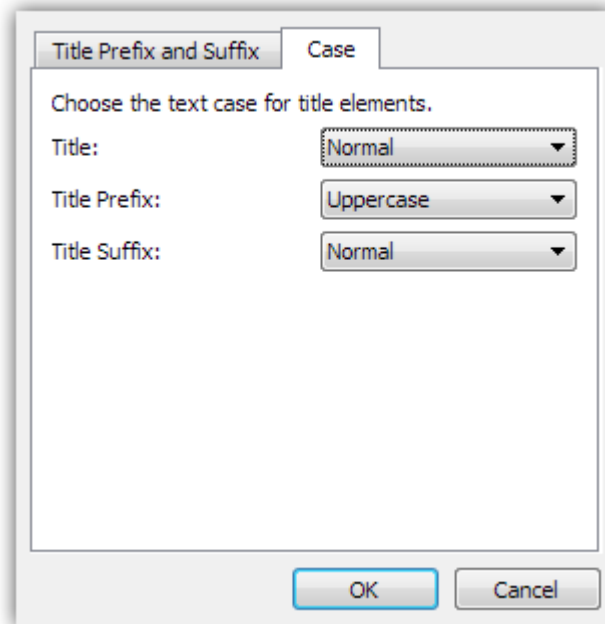 Title Prefix and Suffix Case
Choose the text case for title elements.
Title: Normal
Title Prefix: Uppercase
Title Suffix: Normal
OK Cancel